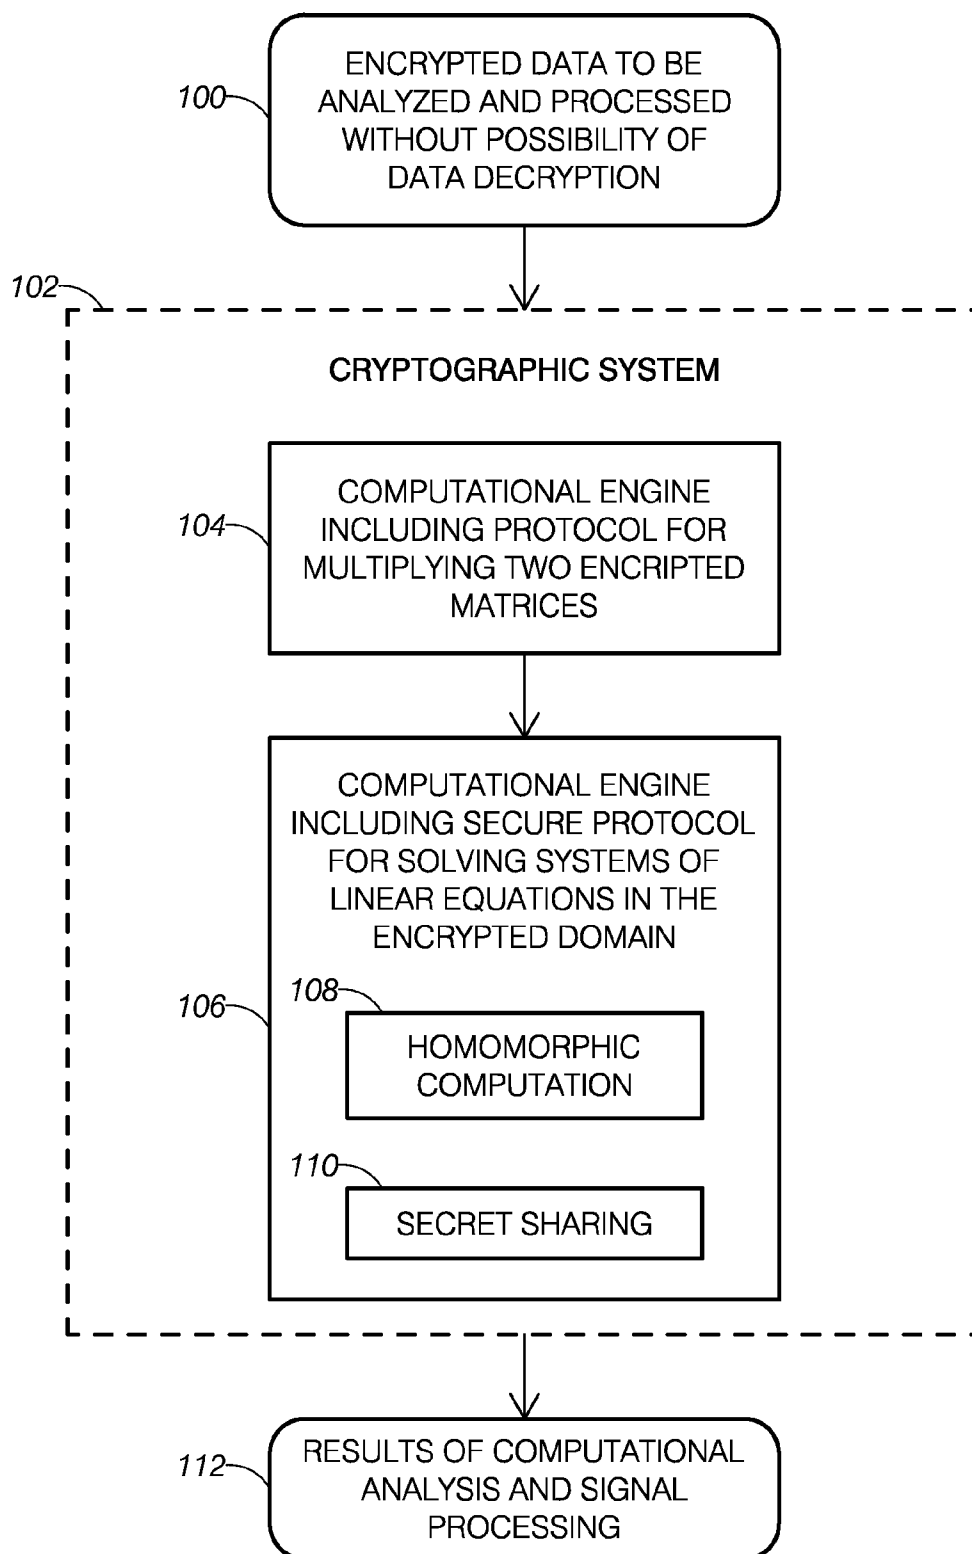 ENCRYPTED DATA TO BE
ANALYZED AND PROCESSED
WITHOUT POSSIBILITY OF
DATA DECRYPTION
100
102
CRYPTOGRAPHIC SYSTEM
COMPUTATIONAL ENGINE
INCLUDING PROTOCOL FOR
MULTIPLYING TWO ENCRIPTED
MATRICES
104
COMPUTATIONAL ENGINE
INCLUDING SECURE PROTOCOL
FOR SOLVING SYSTEMS OF
LINEAR EQUATIONS IN THE
ENCRYPTED DOMAIN
106
108
HOMOMORPHIC
COMPUTATION
110
SECRET SHARING
RESULTS OF COMPUTATIONAL
ANALYSIS AND SIGNAL
PROCESSING
112